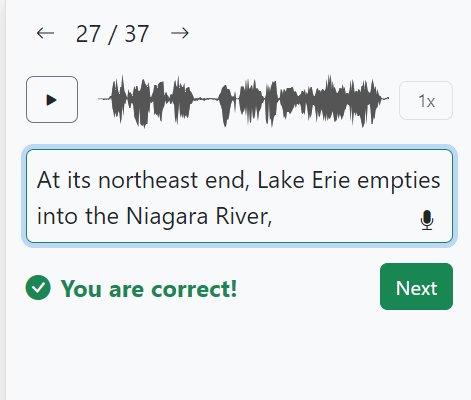 27 / 37
1x
At its northeast end, Lake Erie empties
into the Niagara River,
You are correct!
Next